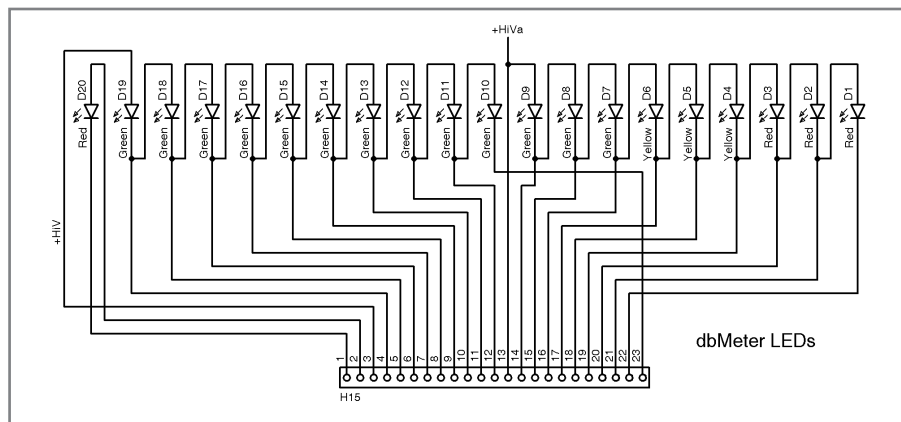 +HiVa
D20
D19
D18
D17
D16
D15
D14
D13
D12
D11
D10
D9
D8
D7
D6
D5
D4
D3
D2
D1
Red
Green
Green
Green
Green
Green
Green
Green
Green
Green
Green
Green
Green
Green
Yellow
Yellow
Yellow
Red
Red
Red
+HiV
dbMeter LEDs
1
2
3
4
5
6
7
8
9
10
11
12
13
14
15
16
17
18
19
20
21
22
23
H15